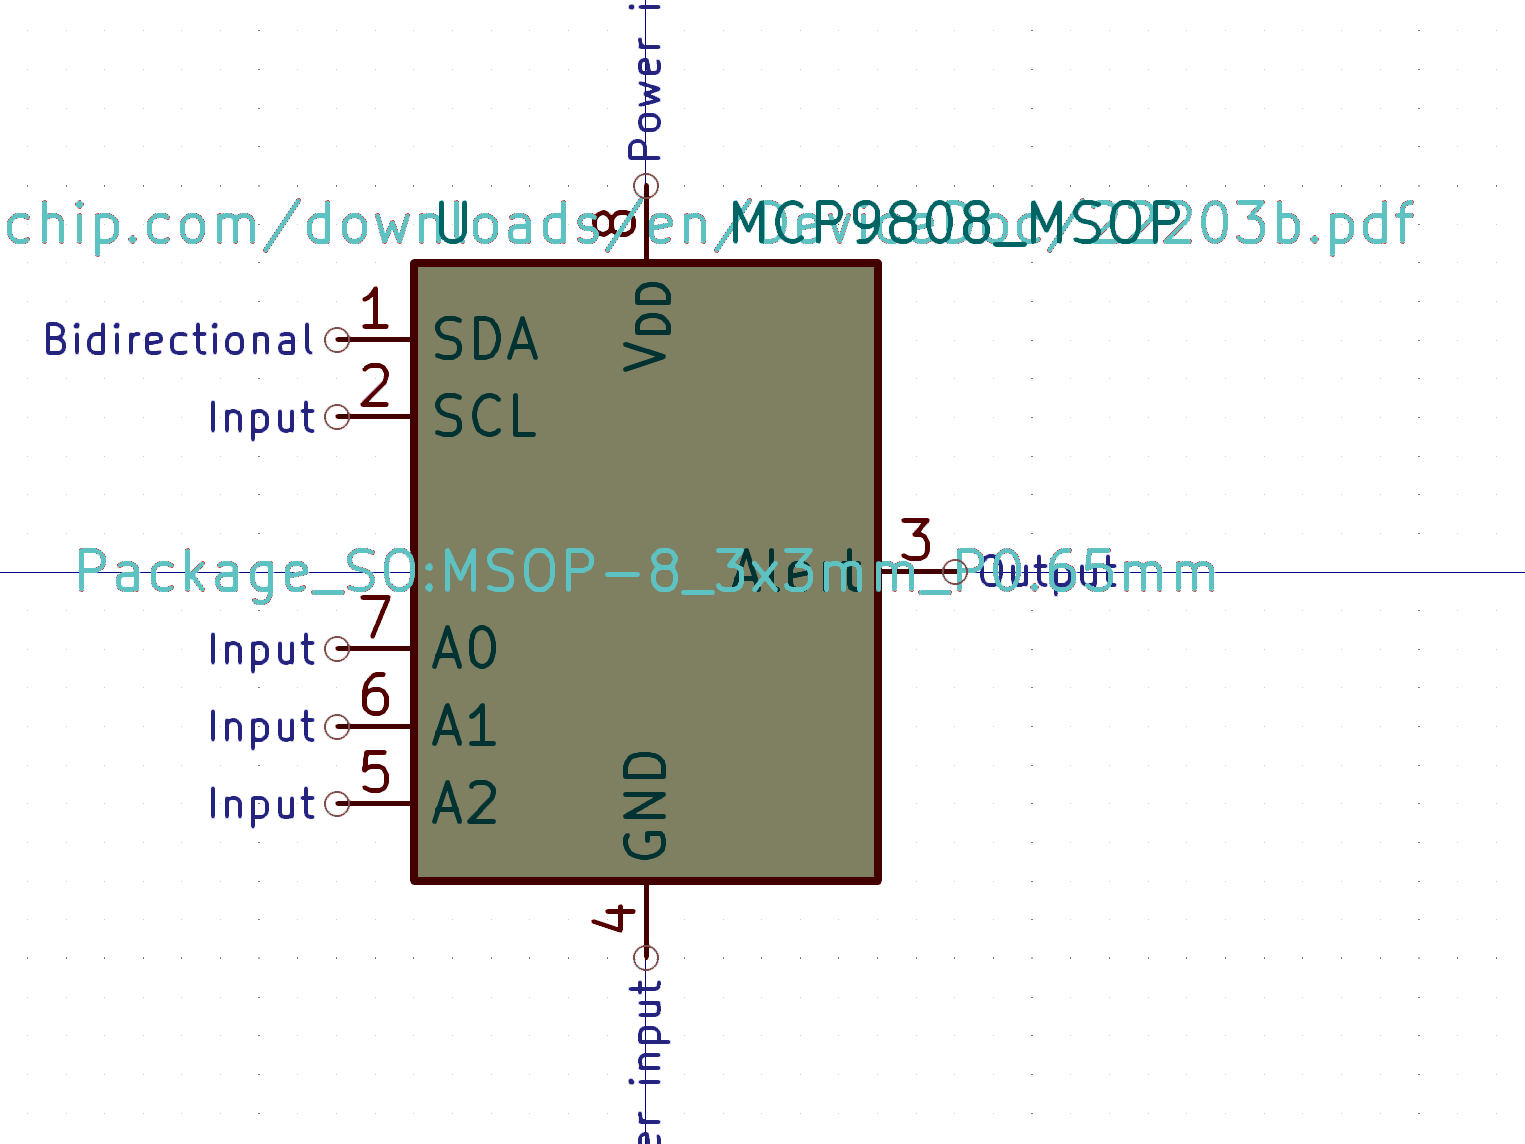 Power i
chip.com/downloads/en/DeviceDoc/22203b.pdf
U
8
MCP9808_MSOP
VDD
1
Bidirectional
SDA
2
Input
SCL
3
Alert
Output
Package_SO:MSOP-8_3x3mm_P0.65mm
7
Input
A0
6
Input
A1
5
Input
A2
GND
4
er input